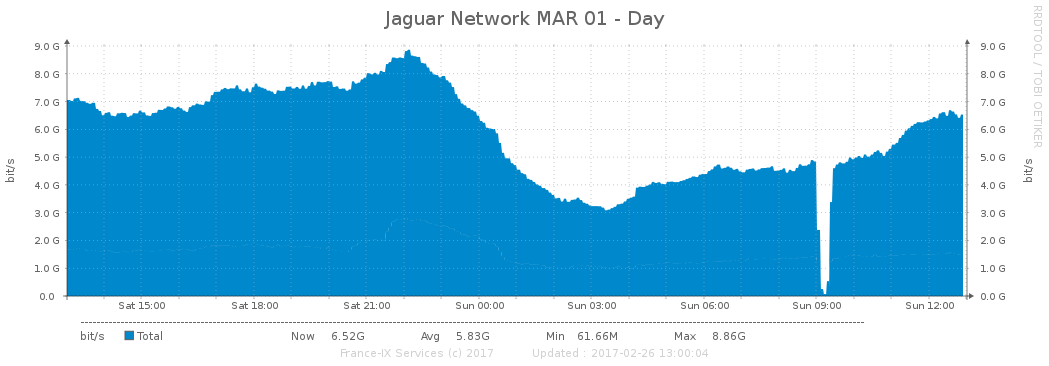 Jaguar Network MAR 01 - Day
RRDTOOL / TOBI OETIKER
bit/s
9.0 G 9.0 G
8.0 G 8.0 G
7.0 G 7.0 G
6.0 G 6.0 G
5.0 G 5.0 G
4.0 G 4.0 G
3.0 G 3.0 G
2.0 G 2.0 G
1.0 G 1.0 G
0.0 0.0 G
bit/s
Sat 15:00 Sat 18:00 Sat 21:00 Sun 00:00 Sun 03:00 Sun 06:00 Sun 09:00 Sun 12:00
bit/s Total Now 6.52G Avg 5.83G Min 61.66M Max 8.86G
France-IX Services (c) 2017 Updated : 2017-02-26 13:00:04